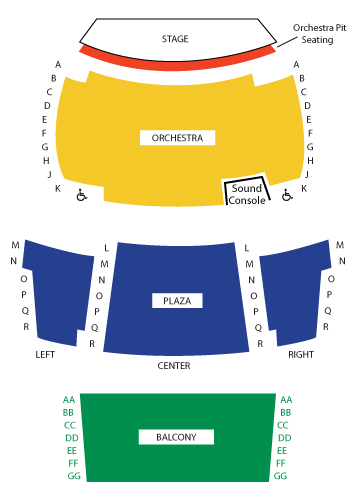 STAGE
Orchestra Pit
Seating
A
B
C
D
E
F
G
H
J
K
ORCHESTRA
A
B
C
D
E
F
G
H
J
K
Sound
Console
M
N
O
P
Q
R
LEFT
L
M
N
O
P
Q
R
PLAZA
CENTER
L
M
N
O
P
Q
R
M
N
O
P
Q
R
RIGHT
AA
BB
CC
DD
EE
FF
GG
BALCONY
AA
BB
CC
DD
EE
FF
GG